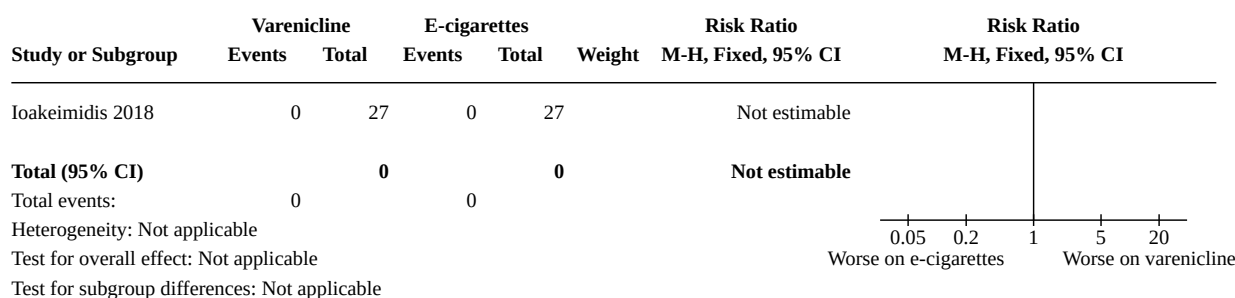 Varenicline E-cigarettes Risk Ratio Risk Ratio
Study or Subgroup Events Total Events Total Weight M-H, Fixed, 95% CI M-H, Fixed, 95% CI
Ioakeimidis 2018 0 27 0 27 Not estimable
Total (95% CI) 0 0 Not estimable
Total events: 0 0
Heterogeneity: Not applicable
0.05 0.2 1 5 20
Test for overall effect: Not applicable Worse on e-cigarettes Worse on varenicline
Test for subgroup differences: Not applicable